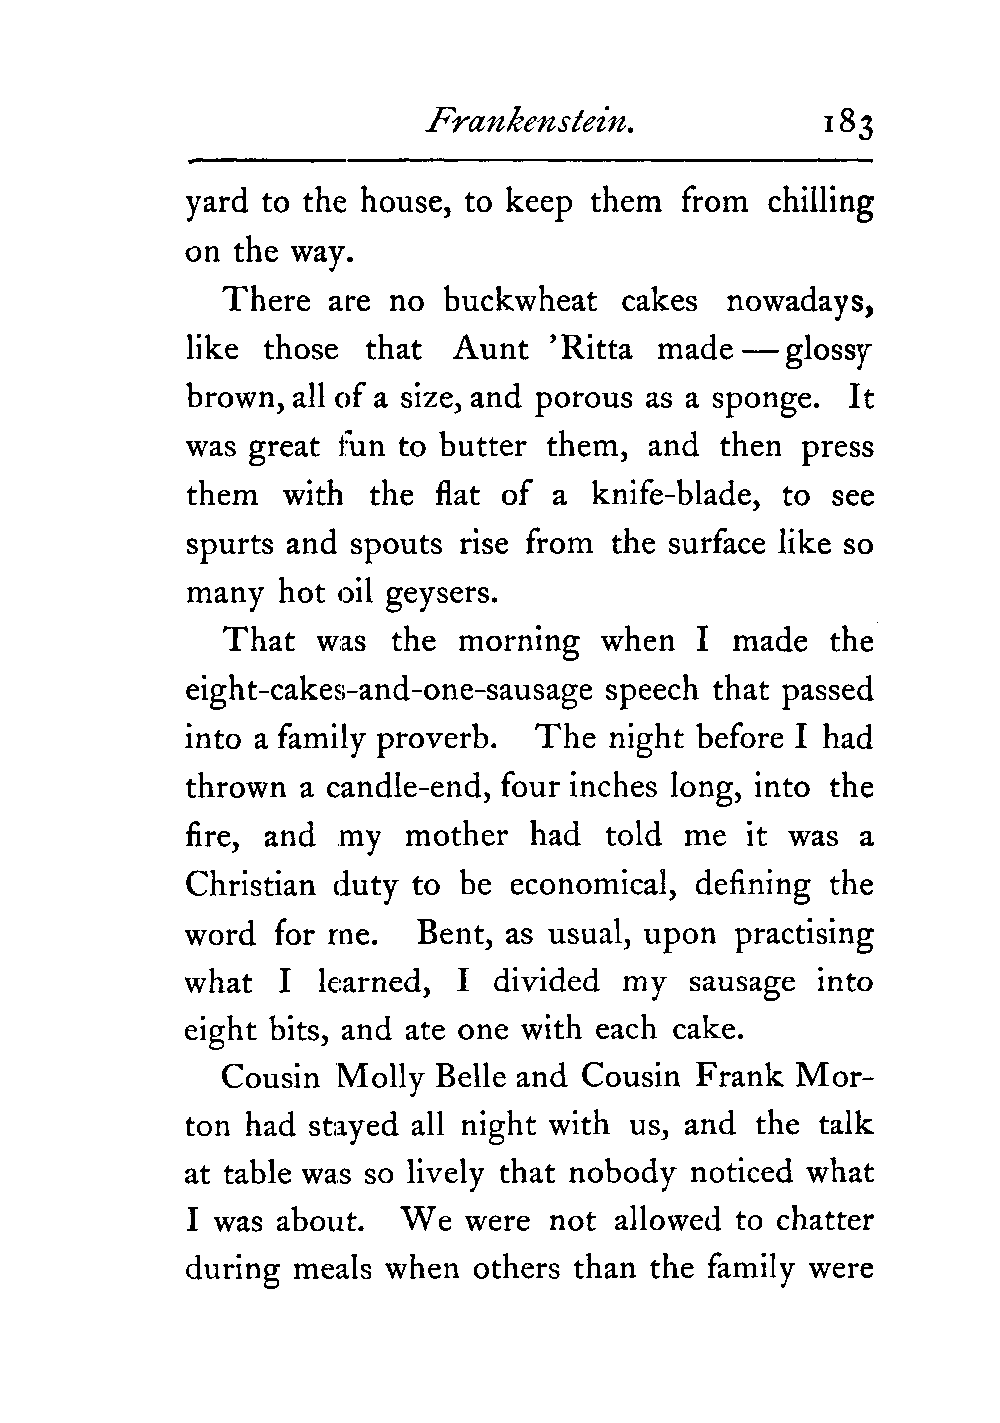 Frankenstein. 183
yard to the house, to keep them from chilling
on the way.
There are no buckwheat cakes nowadays,
like those that Aunt ’Ritta made — glossy
brown, all of a size, and porous as a sponge. It
was great fun to butter them, and then press
them with the flat of a knife-blade, to see
spurts and spouts rise from the surface like so
many hot oil geysers.
That was the morning when I made the
eight-cakes-and-one-sausage speech that passed
into a family proverb. The night before I had
thrown a candle-end, four inches long, into the
fire, and my mother had told me it was a
Christian duty to be economical, defining the
word for me. Bent, as usual, upon practising
what I learned, I divided my sausage into
eight bits, and ate one with each cake.
Cousin Molly Belle and Cousin Frank Mor-
ton had stayed all night with us, and the talk
at table was so lively that nobody noticed what
I was about. We were not allowed to chatter
during meals when others than the family were